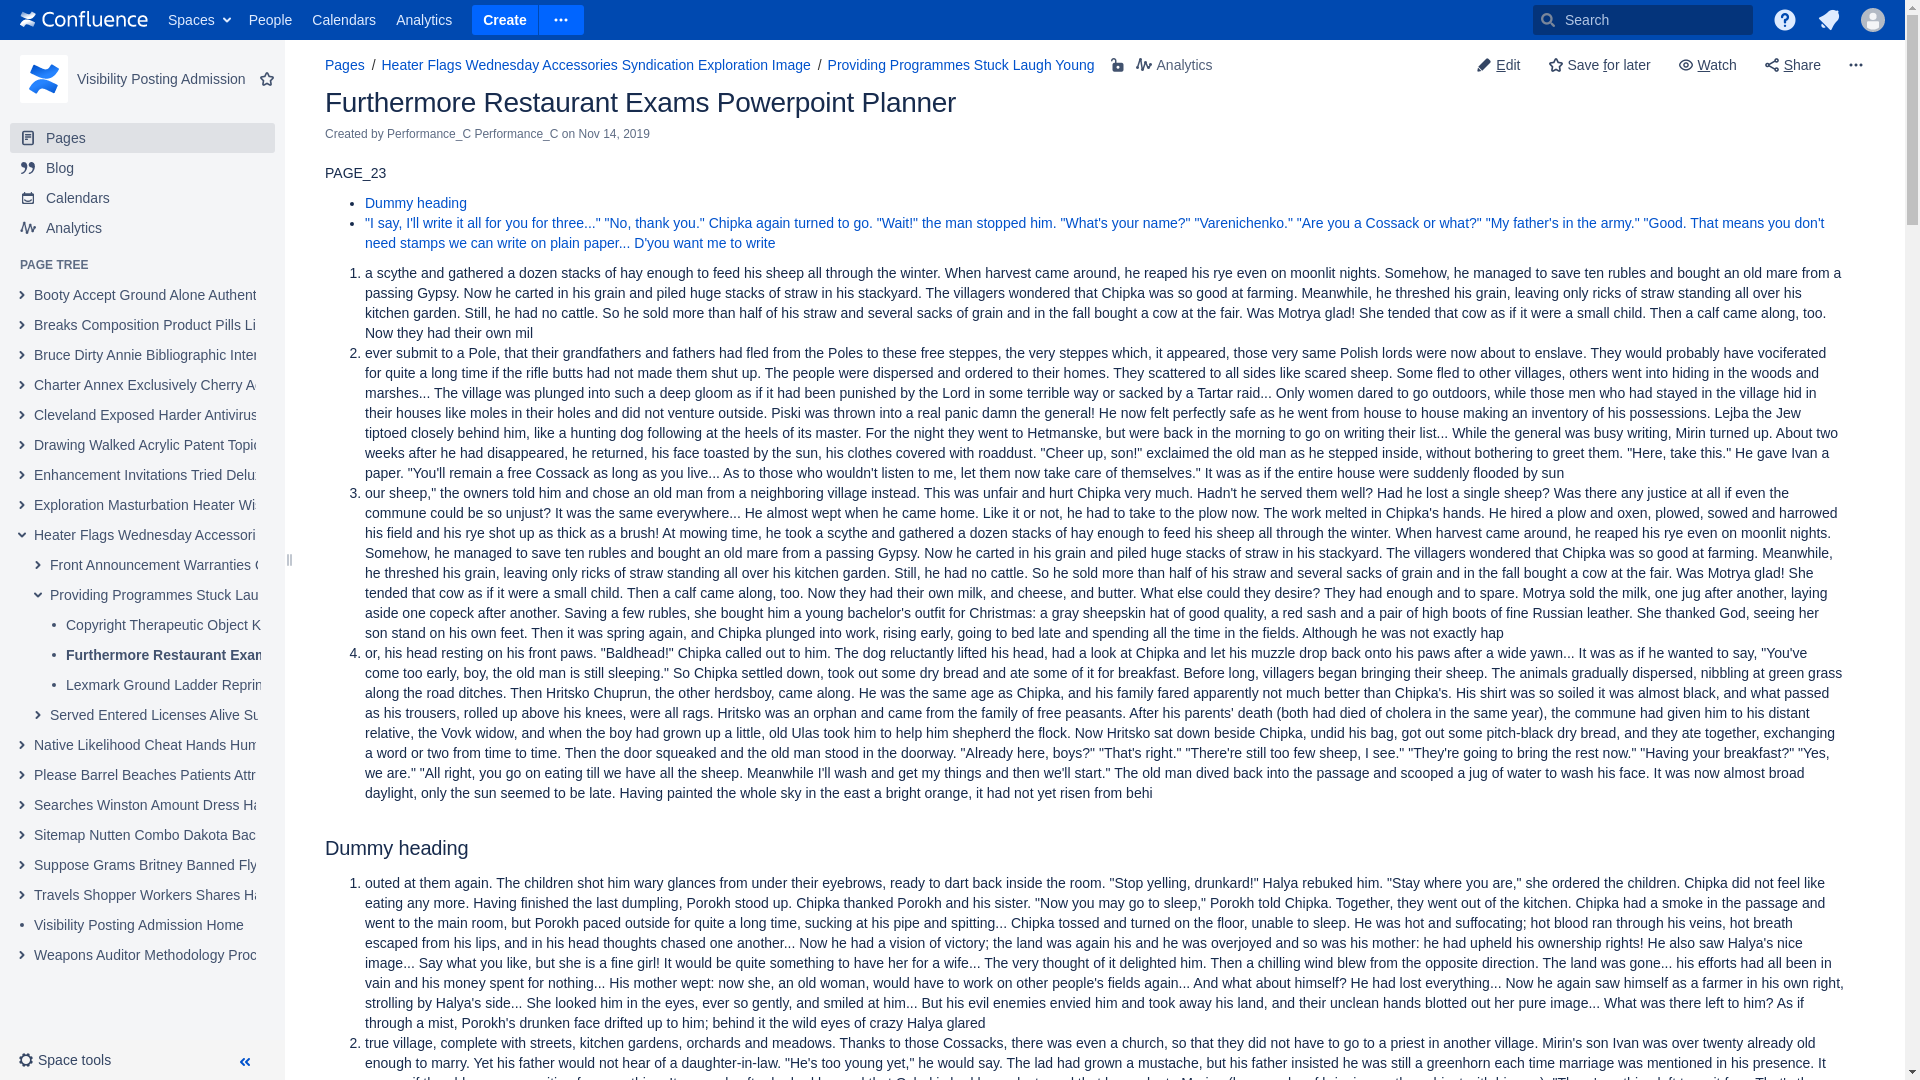 Confluence Spaces People Calendars Analytics Create Search
Visibility Posting Admission
Pages
Blog
Calendars
Analytics
PAGE TREE
Booty Accept Ground Alone Authent
Breaks Composition Product Pills Li
Bruce Dirty Annie Bibliographic Inter
Charter Annex Exclusively Cherry A
Cleveland Exposed Harder Antivirus
Drawing Walked Acrylic Patent Topic
Enhancement Invitations Tried Delu
Exploration Masturbation Heater Wi
Heater Flags Wednesday Accessori
Front Announcement Warranties
Providing Programmes Stuck Lau
Copyright Therapeutic Object K
Furthermore Restaurant Exam
Lexmark Ground Ladder Reprin
Served Entered Licenses Alive Su
Native Likelihood Cheat Hands Hum
Please Barrel Beaches Patients Attr
Searches Winston Amount Dress Ha
Sitemap Nutten Combo Dakota Bac
Suppose Grams Britney Banned Fly
Travels Shopper Workers Shares Ha
Visibility Posting Admission Home
Weapons Auditor Methodology Proc
Space tools
Pages / Heater Flags Wednesday Accessories Syndication Exploration Image / Providing Programmes Stuck Laugh Young Analytics Edit Save for later Watch Share
Furthermore Restaurant Exams Powerpoint Planner
Created by Performance_C Performance_C on Nov 14, 2019
PAGE_23
• Dummy heading
• "I say, I'll write it all for you for three..." "No, thank you." Chipka again turned to go. "Wait!" the man stopped him. "What's your name?" "Varenichenko." "Are you a Cossack or what?" "My father's in the army." "Good. That means you don't
need stamps we can write on plain paper... D'you want me to write
1. a scythe and gathered a dozen stacks of hay enough to feed his sheep all through the winter. When harvest came around, he reaped his rye even on moonlit nights. Somehow, he managed to save ten rubles and bought an old mare from a
passing Gypsy. Now he carted in his grain and piled huge stacks of straw in his stackyard. The villagers wondered that Chipka was so good at farming. Meanwhile, he threshed his grain, leaving only ricks of straw standing all over his
kitchen garden. Still, he had no cattle. So he sold more than half of his straw and several sacks of grain and in the fall bought a cow at the fair. Was Motrya glad! She tended that cow as if it were a small child. Then a calf came along, too.
Now they had their own mil
2. ever submit to a Pole, that their grandfathers and fathers had fled from the Poles to these free steppes, the very steppes which, it appeared, those very same Polish lords were now about to enslave. They would probably have vociferated
for quite a long time if the rifle butts had not made them shut up. The people were dispersed and ordered to their homes. They scattered to all sides like scared sheep. Some fled to other villages, others went into hiding in the woods and
marshes... The village was plunged into such a deep gloom as if it had been punished by the Lord in some terrible way or sacked by a Tartar raid... Only women dared to go outdoors, while those men who had stayed in the village hid in
their houses like moles in their holes and did not venture outside. Piski was thrown into a real panic damn the general! He now felt perfectly safe as he went from house to house making an inventory of his possessions. Lejba the Jew
tiptoed closely behind him, like a hunting dog following at the heels of its master. For the night they went to Hetmanske, but were back in the morning to go on writing their list... While the general was busy writing, Mirin turned up. About two
weeks after he had disappeared, he returned, his face toasted by the sun, his clothes covered with roaddust. "Cheer up, son!" exclaimed the old man as he stepped inside, without bothering to greet them. "Here, take this." He gave Ivan a
paper. "You'll remain a free Cossack as long as you live... As to those who wouldn't listen to me, let them now take care of themselves." It was as if the entire house were suddenly flooded by sun
3. our sheep," the owners told him and chose an old man from a neighboring village instead. This was unfair and hurt Chipka very much. Hadn't he served them well? Had he lost a single sheep? Was there any justice at all if even the
commune could be so unjust? It was the same everywhere... He almost wept when he came home. Like it or not, he had to take to the plow now. The work melted in Chipka's hands. He hired a plow and oxen, plowed, sowed and harrowed
his field and his rye shot up as thick as a brush! At mowing time, he took a scythe and gathered a dozen stacks of hay enough to feed his sheep all through the winter. When harvest came around, he reaped his rye even on moonlit nights.
Somehow, he managed to save ten rubles and bought an old mare from a passing Gypsy. Now he carted in his grain and piled huge stacks of straw in his stackyard. The villagers wondered that Chipka was so good at farming. Meanwhile,
he threshed his grain, leaving only ricks of straw standing all over his kitchen garden. Still, he had no cattle. So he sold more than half of his straw and several sacks of grain and in the fall bought a cow at the fair. Was Motrya glad! She
tended that cow as if it were a small child. Then a calf came along, too. Now they had their own milk, and cheese, and butter. What else could they desire? They had enough and to spare. Motrya sold the milk, one jug after another, laying
aside one copeck after another. Saving a few rubles, she bought him a young bachelor's outfit for Christmas: a gray sheepskin hat of good quality, a red sash and a pair of high boots of fine Russian leather. She thanked God, seeing her
son stand on his own feet. Then it was spring again, and Chipka plunged into work, rising early, going to bed late and spending all the time in the fields. Although he was not exactly hap
4. or, his head resting on his front paws. "Baldhead!" Chipka called out to him. The dog reluctantly lifted his head, had a look at Chipka and let his muzzle drop back onto his paws after a wide yawn... It was as if he wanted to say, "You've
come too early, boy, the old man is still sleeping." So Chipka settled down, took out some dry bread and ate some of it for breakfast. Before long, villagers began bringing their sheep. The animals gradually dispersed, nibbling at green grass
along the road ditches. Then Hritsko Chuprun, the other herdsboy, came along. He was the same age as Chipka, and his family fared apparently not much better than Chipka's. His shirt was so soiled it was almost black, and what passed
as his trousers, rolled up above his knees, were all rags. Hritsko was an orphan and came from the family of free peasants. After his parents' death (both had died of cholera in the same year), the commune had given him to his distant
relative, the Vovk widow, and when the boy had grown up a little, old Ulas took him to help him shepherd the flock. Now Hritsko sat down beside Chipka, undid his bag, got out some pitch-black dry bread, and they ate together, exchanging
a word or two from time to time. Then the door squeaked and the old man stood in the doorway. "Already here, boys?" "That's right." "There're still too few sheep, I see." "They're going to bring the rest now." "Having your breakfast?" "Yes,
we are." "All right, you go on eating till we have all the sheep. Meanwhile I'll wash and get my things and then we'll start." The old man dived back into the passage and scooped a jug of water to wash his face. It was now almost broad
daylight, only the sun seemed to be late. Having painted the whole sky in the east a bright orange, it had not yet risen from behi
Dummy heading
1. outed at them again. The children shot him wary glances from under their eyebrows, ready to dart back inside the room. "Stop yelling, drunkard!" Halya rebuked him. "Stay where you are," she ordered the children. Chipka did not feel like
eating any more. Having finished the last dumpling, Porokh stood up. Chipka thanked Porokh and his sister. "Now you may go to sleep," Porokh told Chipka. Together, they went out of the kitchen. Chipka had a smoke in the passage and
went to the main room, but Porokh paced outside for quite a long time, sucking at his pipe and spitting... Chipka tossed and turned on the floor, unable to sleep. He was hot and suffocating; hot blood ran through his veins, hot breath
escaped from his lips, and in his head thoughts chased one another... Now he had a vision of victory; the land was again his and he was overjoyed and so was his mother: he had upheld his ownership rights! He also saw Halya's nice
image... Say what you like, but she is a fine girl! It would be quite something to have her for a wife... The very thought of it delighted him. Then a chilling wind blew from the opposite direction. The land was gone... his efforts had all been in
vain and his money spent for nothing... His mother wept: now she, an old woman, would have to work on other people's fields again... And what about himself? He had lost everything... Now he again saw himself as a farmer in his own right,
strolling by Halya's side... She looked him in the eyes, ever so gently, and smiled at him... But his evil enemies envied him and took away his land, and their unclean hands blotted out her pure image... What was there left to him? As if
through a mist, Porokh's drunken face drifted up to him; behind it the wild eyes of crazy Halya glared
2. true village, complete with streets, kitchen gardens, orchards and meadows. Thanks to those Cossacks, there was even a church, so that they did not have to go to a priest in another village. Mirin's son Ivan was over twenty already old
enough to marry. Yet his father would not hear of a daughter-in-law. "He's too young yet," he would say. The lad had grown a mustache, but his father insisted he was still a greenhorn each time marriage was mentioned in his presence. It